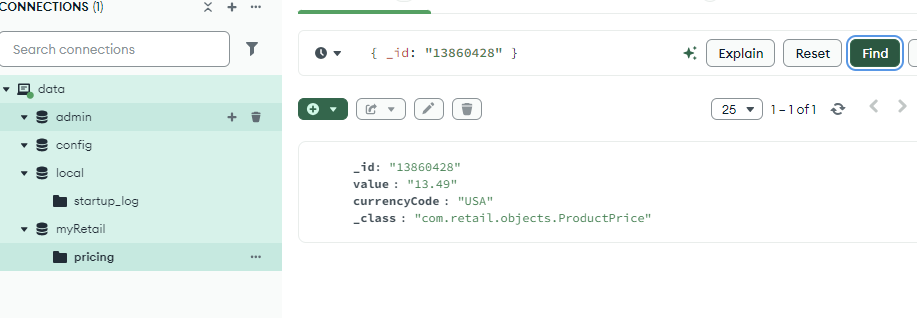 CONNECTIONS (1)
Search connections
data
admin
config
local
startup_log
myRetail
pricing
{ _id: "13860428" }
Explain
Reset
Find
25
1 – 1 of 1
_id: "13860428"
value : "13.49"
currencyCode : "USA"
_class : "com.retail.objects.ProductPrice"